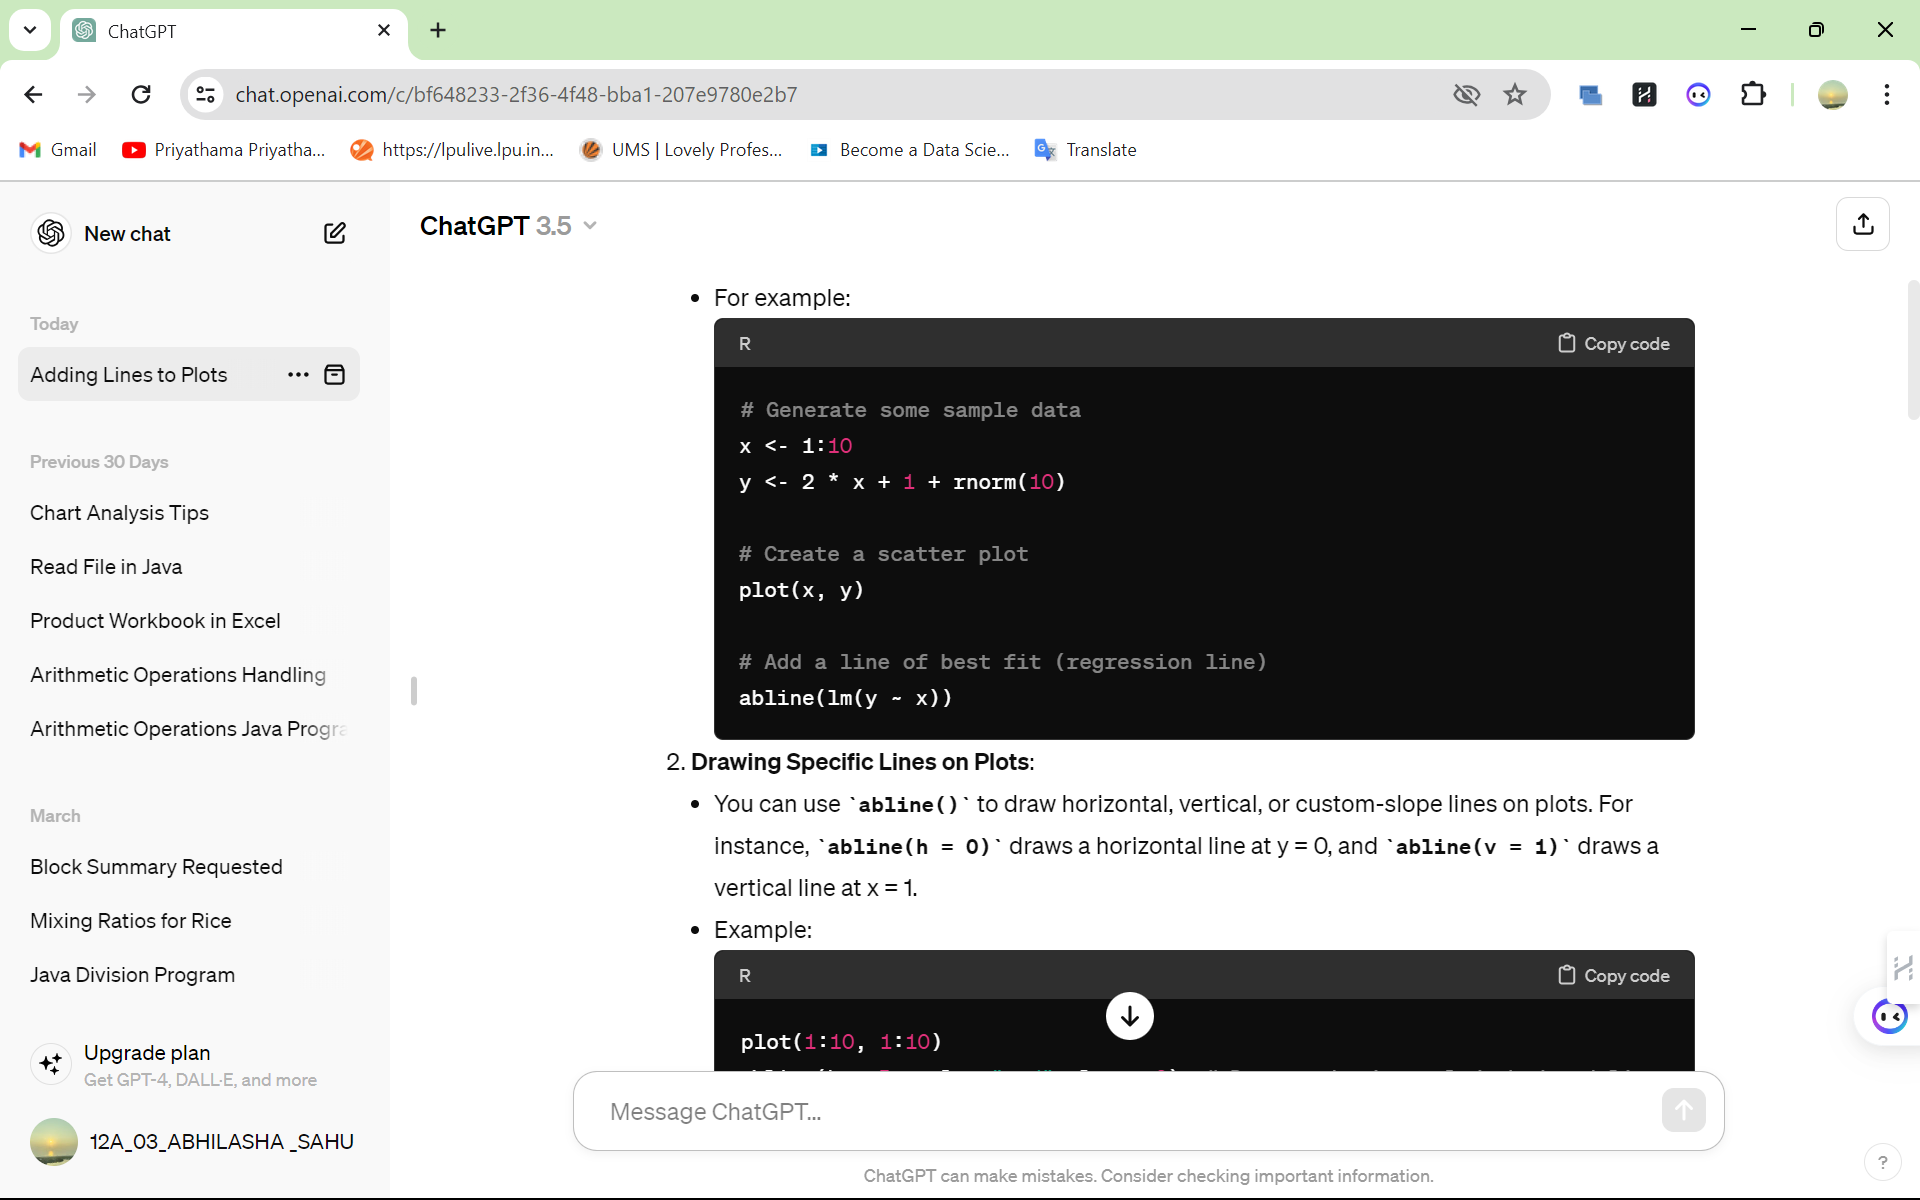 ChatGPT
chat.openai.com/c/bf648233-2f36-4f48-bba1-207e9780e2b7
Gmail
Priyathama Priyatha...
https://lpulive.lpu.in...
UMS | Lovely Profes...
Become a Data Scie...
Translate
New chat
Today
Adding Lines to Plots
Previous 30 Days
Chart Analysis Tips
Read File in Java
Product Workbook in Excel
Arithmetic Operations Handling
Arithmetic Operations Java Progra
March
Block Summary Requested
Mixing Ratios for Rice
Java Division Program
Upgrade plan
Get GPT-4, DALL·E, and more
12A_03_ABHILASHA _SAHU
ChatGPT 3.5
• For example:
R
Copy code
# Generate some sample data
x <- 1:10
y <- 2 * x + 1 + rnorm(10)
# Create a scatter plot
plot(x, y)
# Add a line of best fit (regression line)
abline(lm(y ~ x))
2. Drawing Specific Lines on Plots:
• You can use `abline()` to draw horizontal, vertical, or custom-slope lines on plots. For
instance, `abline(h = 0)` draws a horizontal line at y = 0, and `abline(v = 1)` draws a
vertical line at x = 1.
• Example:
R
Copy code
plot(1:10, 1:10)
Message ChatGPT...
ChatGPT can make mistakes. Consider checking important information.
?